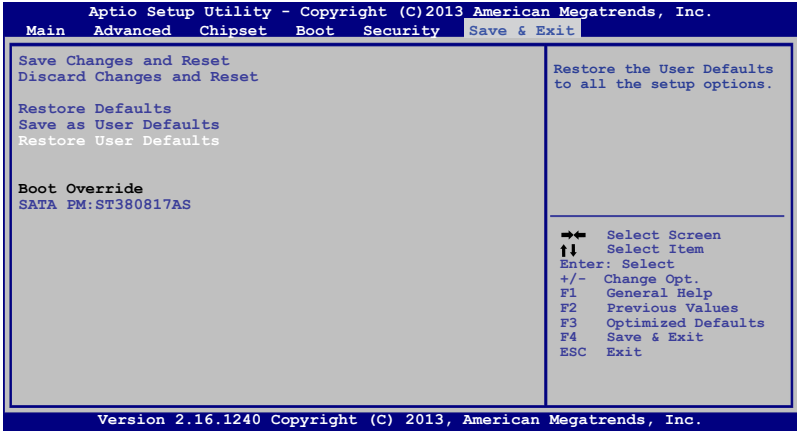 Aptio Setup Utility - Copyright (C)2013 American Megatrends, Inc.
Main Advanced Chipset Boot Security Save & Exit
Save Changes and Reset
Discard Changes and Reset
Restore Defaults
Save as User Defaults
Restore User Defaults
Boot Override
SATA PM:ST380817AS
Restore the User Defaults
to all the setup options.
→← Select Screen
↑↓ Select Item
Enter: Select
+/- Change Opt.
F1 General Help
F2 Previous Values
F3 Optimized Defaults
F4 Save & Exit
ESC Exit
Version 2.16.1240 Copyright (C) 2013, American Megatrends, Inc.